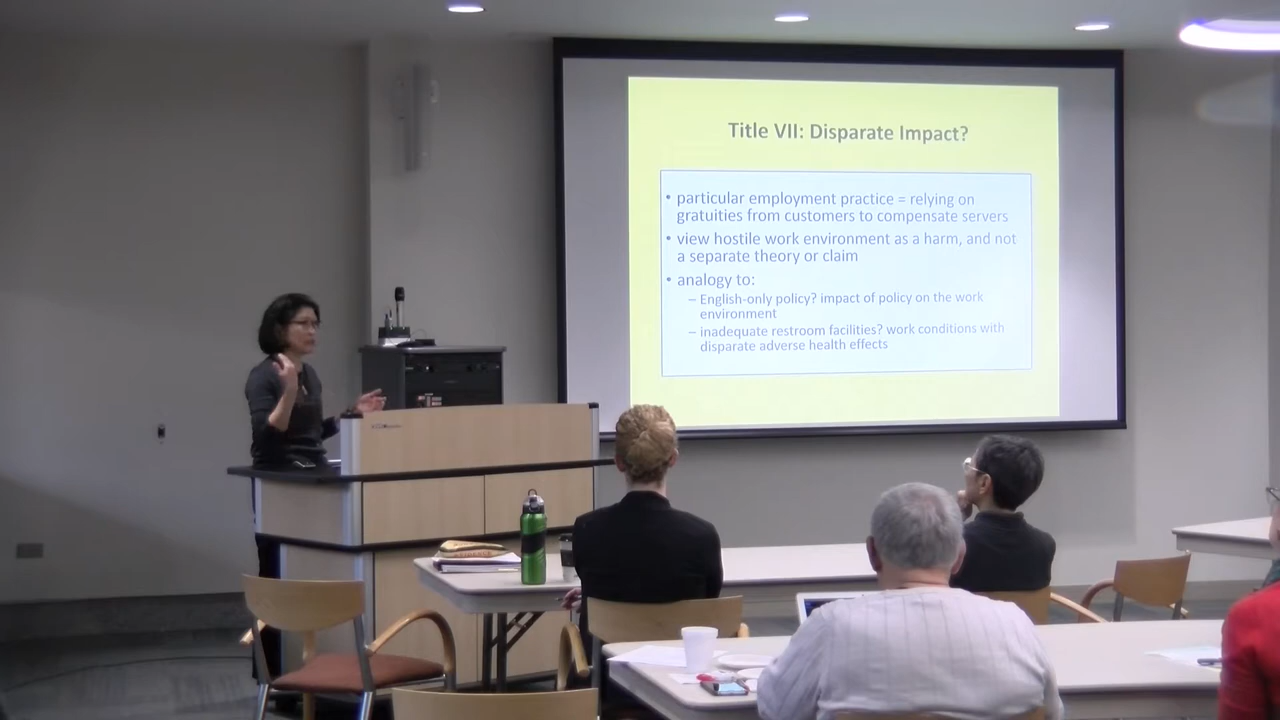 Title VII: Disparate Impact?
• particular employment practice = relying on
gratuities from customers to compensate servers
• view hostile work environment as a harm, and not
a separate theory or claim
• analogy to:
– English-only policy? impact of policy on the work
environment
– inadequate restroom facilities? work conditions with
disparate adverse health effects